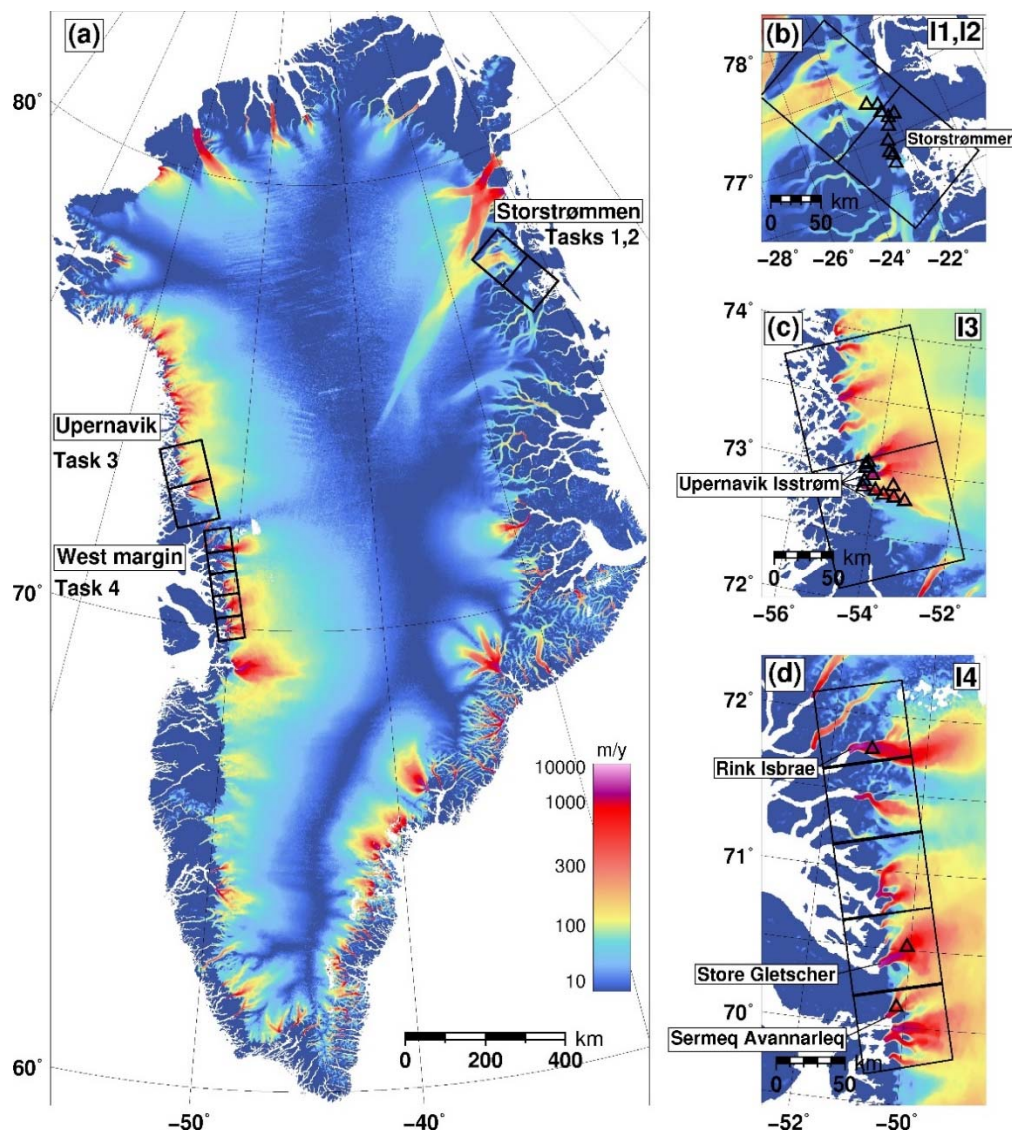 (a)
80°
70°
60°
-50°
-40°
Storstrømmen
Tasks 1,2
Upernavik
Task 3
West margin
Task 4
m/y
10000
1000
300
100
10
0 200 400
km
(b)
I1,I2
78°
77°
Storstrømmen
0 50
km
-28° -26° -24° -22°
(c)
I3
74°
73°
72°
Upernavik Isstrøm
0 50
km
-56° -54° -52°
(d)
I4
72°
71°
70°
Rink Isbrae
Store Gletscher
Sermeq Avannarleq
0 50
km
-52° -50°